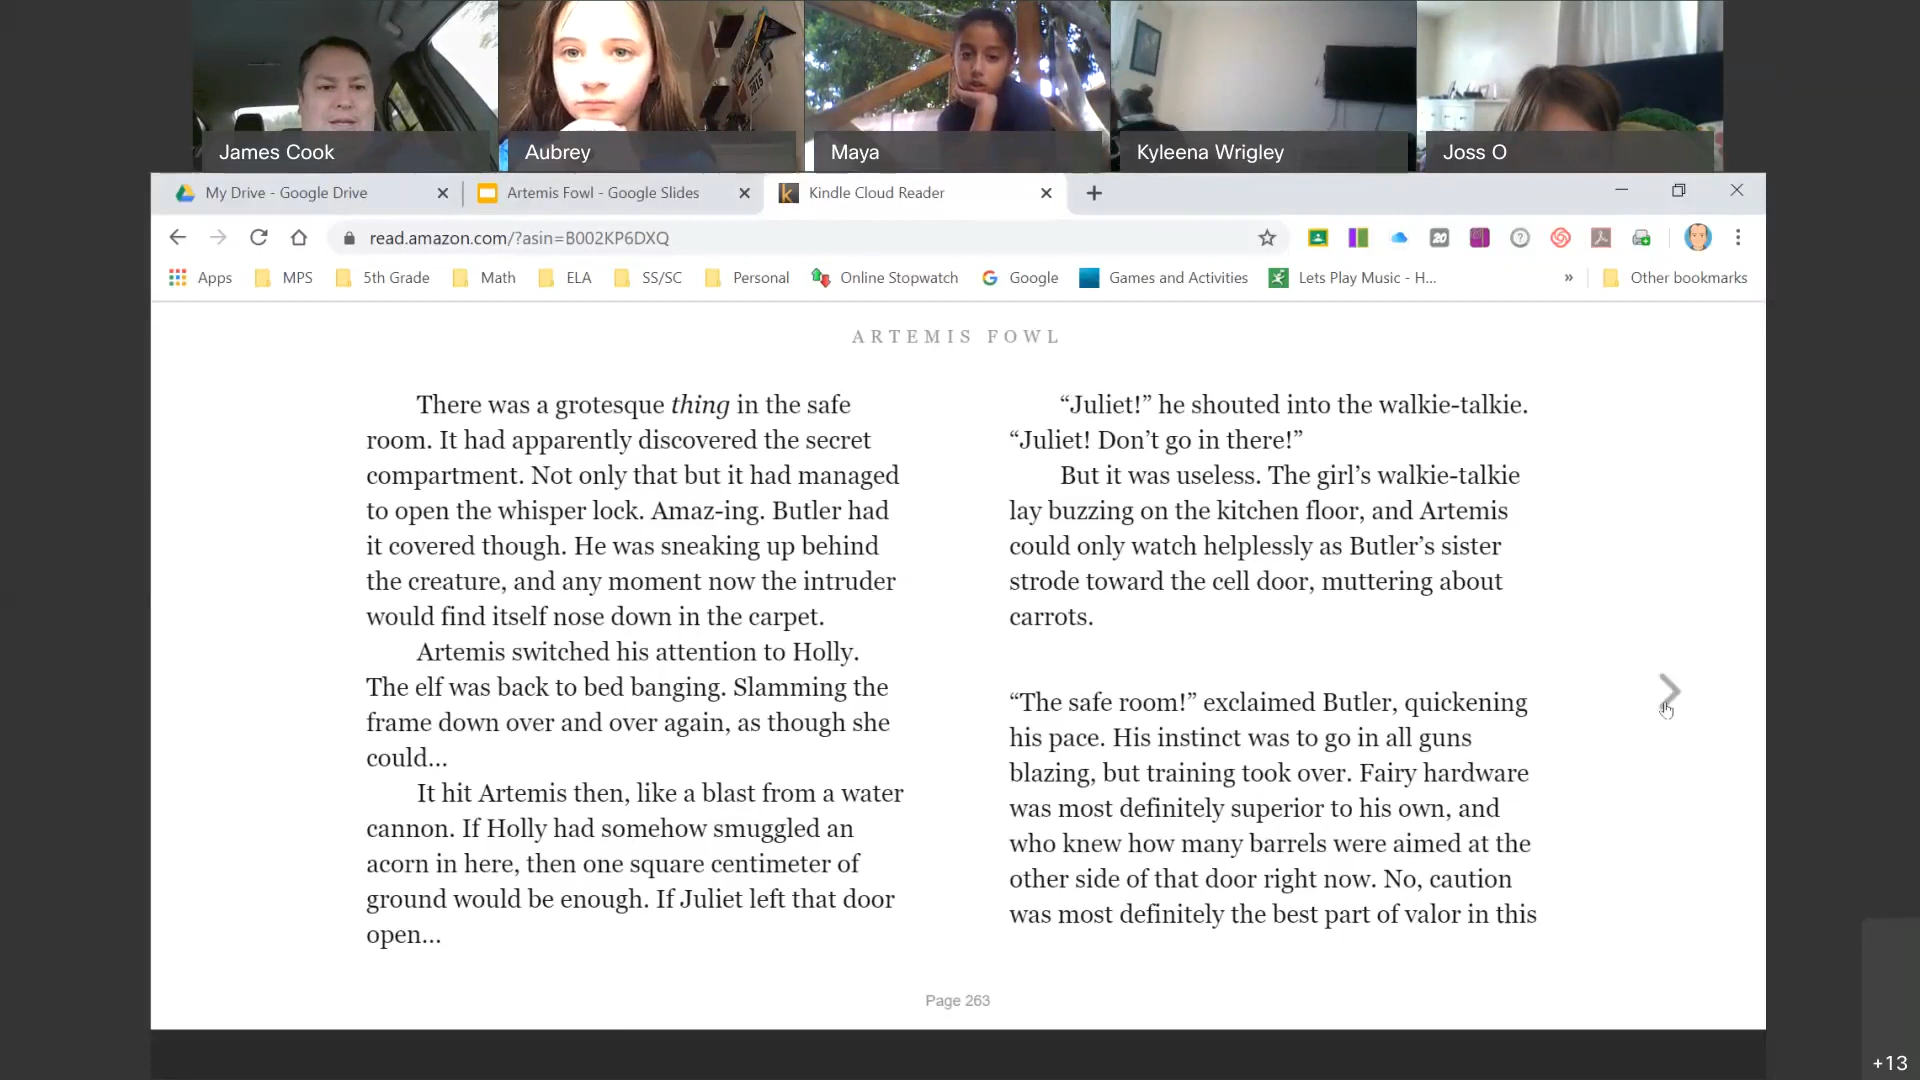 2015
James Cook
Aubrey
Maya
Kyleena Wrigley
Joss O
My Drive - Google Drive
Artemis Fowl - Google Slides
Kindle Cloud Reader
read.amazon.com/?asin=B002KP6DXQ
20
Apps
MPS
5th Grade
Math
ELA
SS/SC
Personal
Online Stopwatch
Google
Games and Activities
Lets Play Music - H...
»
Other bookmarks
ARTEMIS FOWL
There was a grotesque thing in the safe
room. It had apparently discovered the secret
compartment. Not only that but it had managed
to open the whisper lock. Amaz-ing. Butler had
it covered though. He was sneaking up behind
the creature, and any moment now the intruder
would find itself nose down in the carpet.
Artemis switched his attention to Holly.
The elf was back to bed banging. Slamming the
frame down over and over again, as though she
could...
It hit Artemis then, like a blast from a water
cannon. If Holly had somehow smuggled an
acorn in here, then one square centimeter of
ground would be enough. If Juliet left that door
open...
“Juliet!” he shouted into the walkie-talkie.
“Juliet! Don’t go in there!”
But it was useless. The girl’s walkie-talkie
lay buzzing on the kitchen floor, and Artemis
could only watch helplessly as Butler’s sister
strode toward the cell door, muttering about
carrots.
“The safe room!” exclaimed Butler, quickening
his pace. His instinct was to go in all guns
blazing, but training took over. Fairy hardware
was most definitely superior to his own, and
who knew how many barrels were aimed at the
other side of that door right now. No, caution
was most definitely the best part of valor in this
Page 263
+13